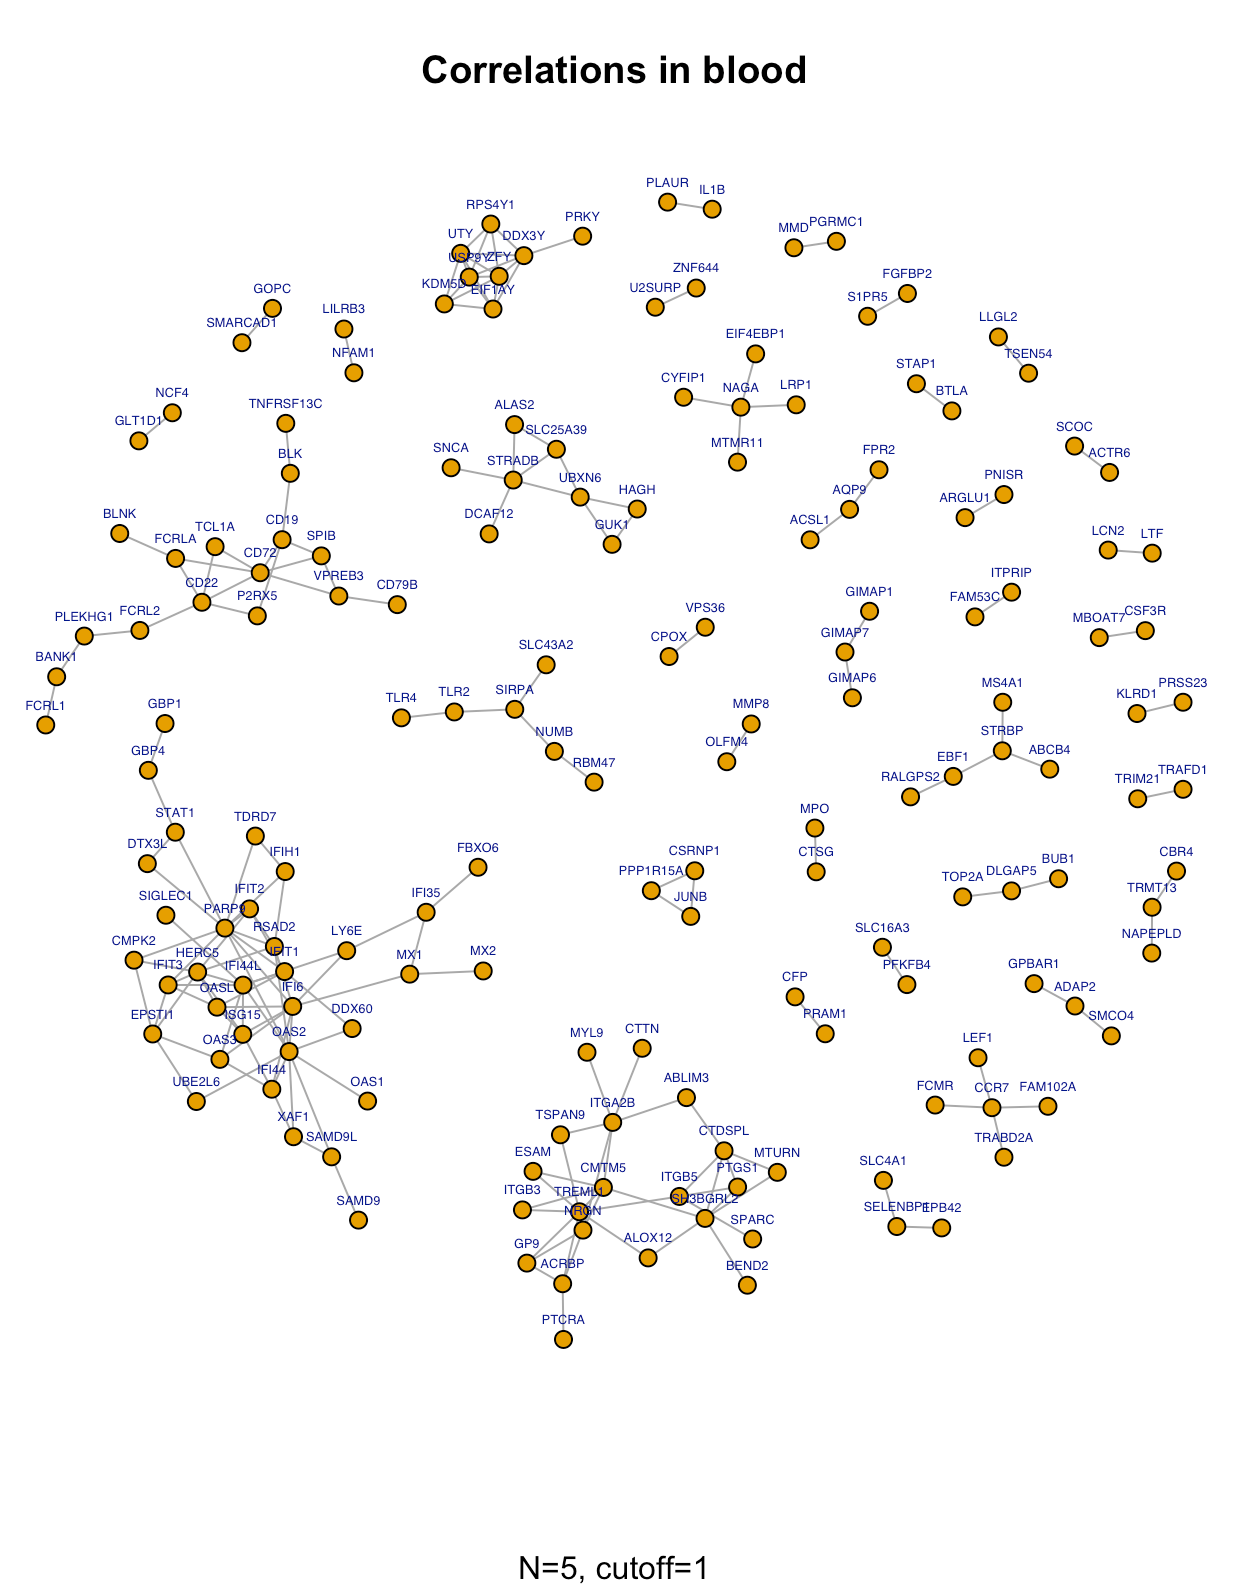 Correlations in blood
PLAUR
IL1B
RPS4Y1
PRKY
UTY
DDX3Y
MMD
PGRMC1
USP9Y
ZFY
ZNF644
FGFBP2
KDM5D
EIF1AY
U2SURP
S1PR5
GOPC
SMARCAD1
LILRB3
LLGL2
NFAM1
EIF4EBP1
TSEN54
STAP1
CYFIP1
NAGA
LRP1
BTLA
NCF4
TNFRSF13C
ALAS2
GLT1D1
SLC25A39
SCOC
MTMR11
SNCA
FPR2
ACTR6
BLK
STRADB
PNISR
UBXN6
HAGH
AQP9
ARGLU1
BLNK
DCAF12
ACSL1
CD19
TCL1A
GUK1
LCN2
LTF
FCRLA
SPIB
CD72
ITPRIP
CD22
VPREB3
CD79B
GIMAP1
FAM53C
P2RX5
VPS36
PLEKHG1
FCRL2
CSF3R
MBOAT7
CPOX
GIMAP7
SLC43A2
BANK1
GIMAP6
MS4A1
PRSS23
KLRD1
TLR4
TLR2
SIRPA
FCRL1
GBP1
MMP8
STRBP
NUMB
OLFM4
ABCB4
GBP4
EBF1
RBM47
RALGPS2
TRIM21
TRAFD1
MPO
STAT1
TDRD7
DTX3L
IFIH1
FBXO6
CSRNP1
CTSG
BUB1
CBR4
PPP1R15A
TOP2A
DLGAP5
TRMT13
IFIT2
SIGLEC1
IFI35
JUNB
PARP9
RSAD2
LY6E
SLC16A3
NAPEPLD
CMPK2
HERC5
IFIT1
MX1
MX2
IFIT3
IFI44L
PFKFB4
GPBAR1
CFP
OASL
IFI6
ADAP2
EPSTI1
ISG15
DDX60
PRAM1
SMCO4
OAS3
OAS2
MYL9
CTTN
LEF1
IFI44
UBE2L6
OAS1
ABLIM3
FCMR
CCR7
FAM102A
ITGA2B
XAF1
TSPAN9
SAMD9L
CTDSPL
TRABD2A
ESAM
MTURN
SLC4A1
CMTM5
ITGB5
PTGS1
ITGB3
TREML1
SH3BGRL2
SAMD9
NRGN
SELENBP1
EPB42
SPARC
GP9
ALOX12
ACRBP
BEND2
PTCRA
N=5, cutoff=1